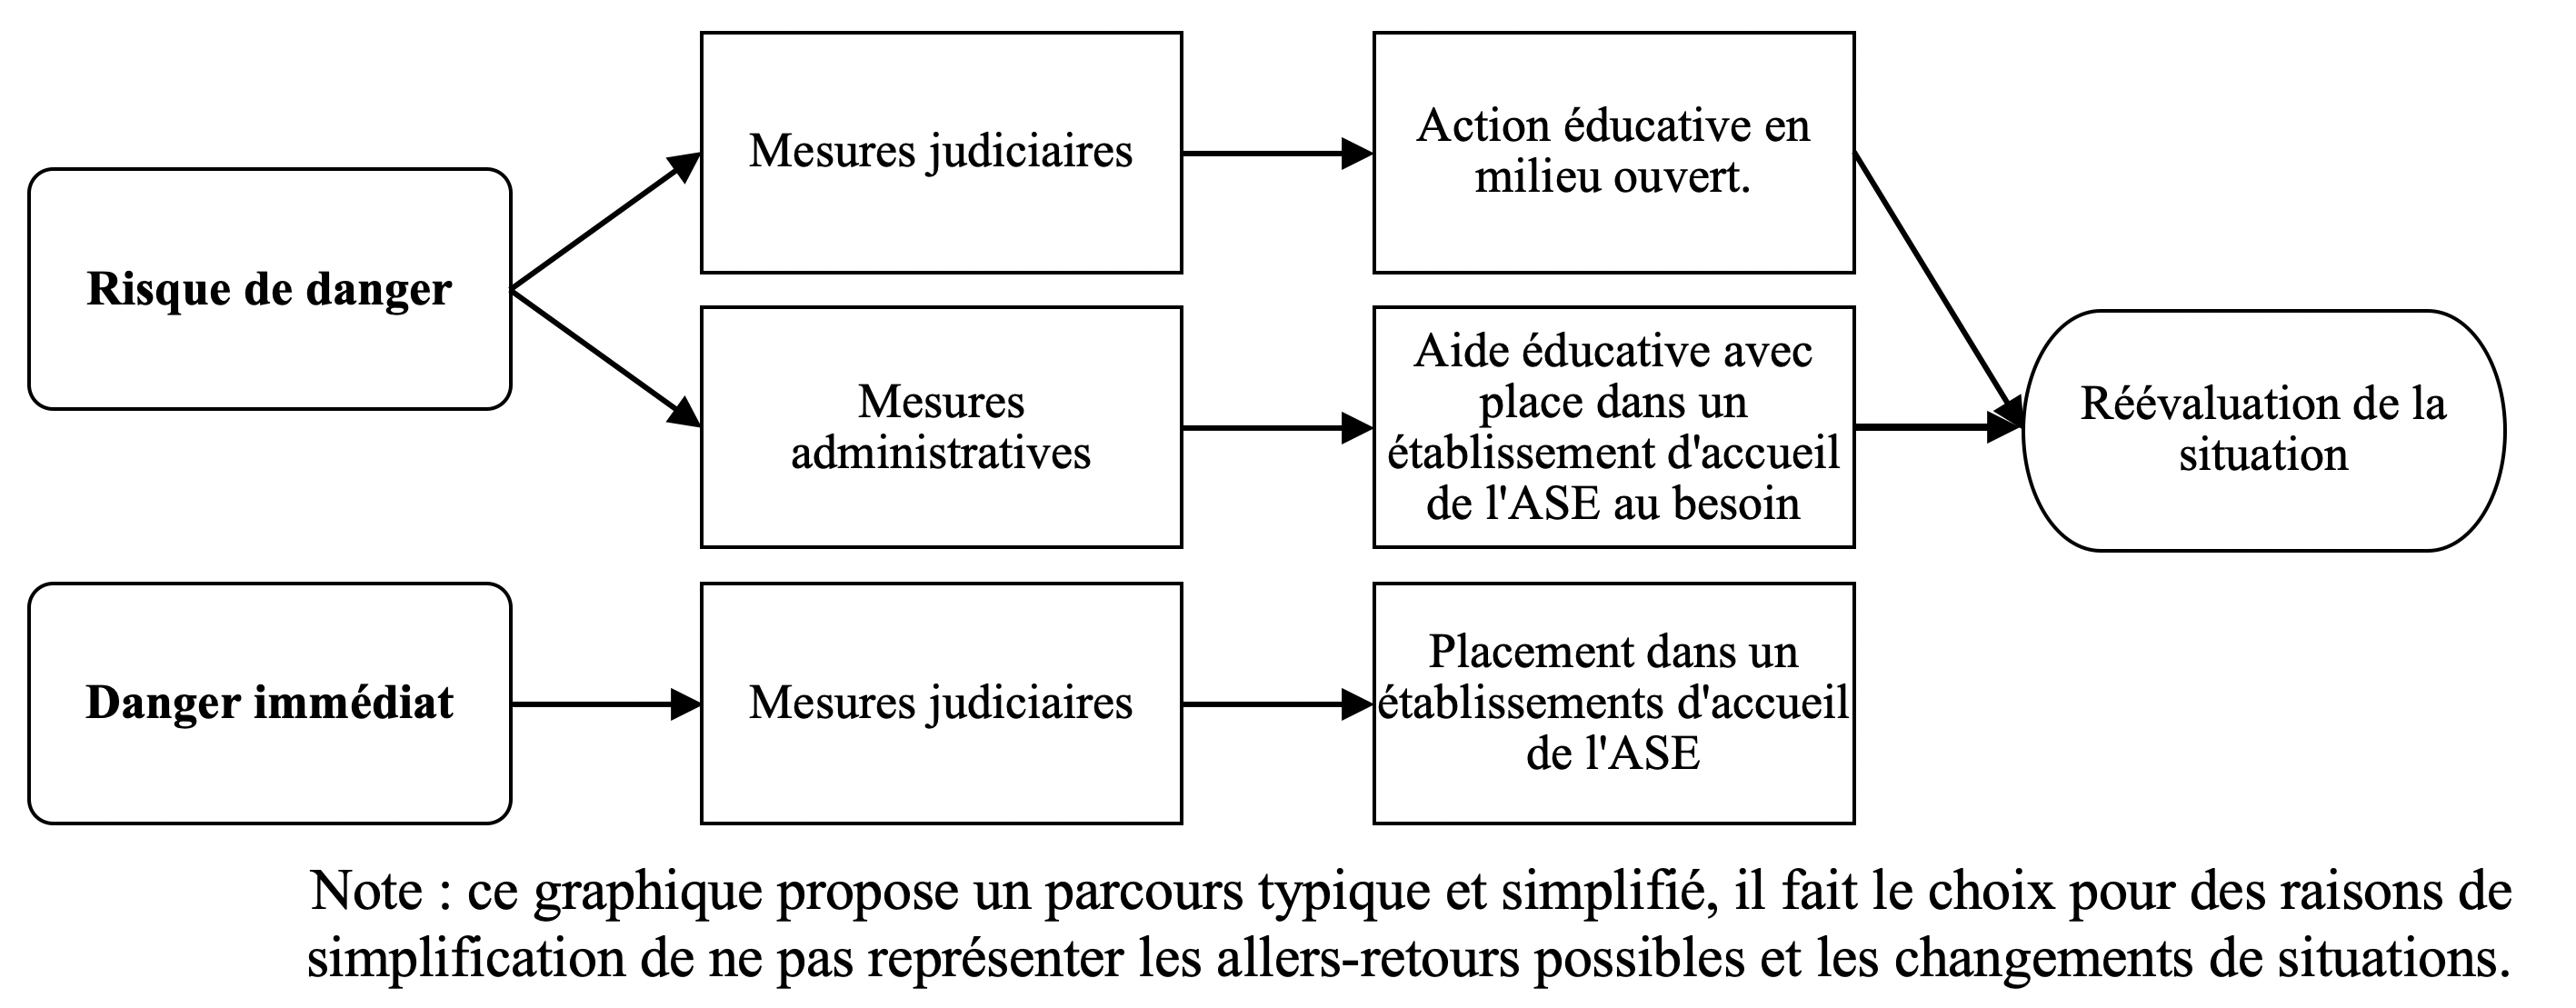 Risque de danger
Mesures judiciaires
Action éducative en
milieu ouvert.
Mesures
administratives
Aide éducative avec
place dans un
établissement d'accueil
de l'ASE au besoin
Réévaluation de la
situation
Danger immédiat
Mesures judiciaires
Placement dans un
établissements d'accueil
de l'ASE
Note : ce graphique propose un parcours typique et simplifié, il fait le choix pour des raisons de
simplification de ne pas représenter les allers-retours possibles et les changements de situations.